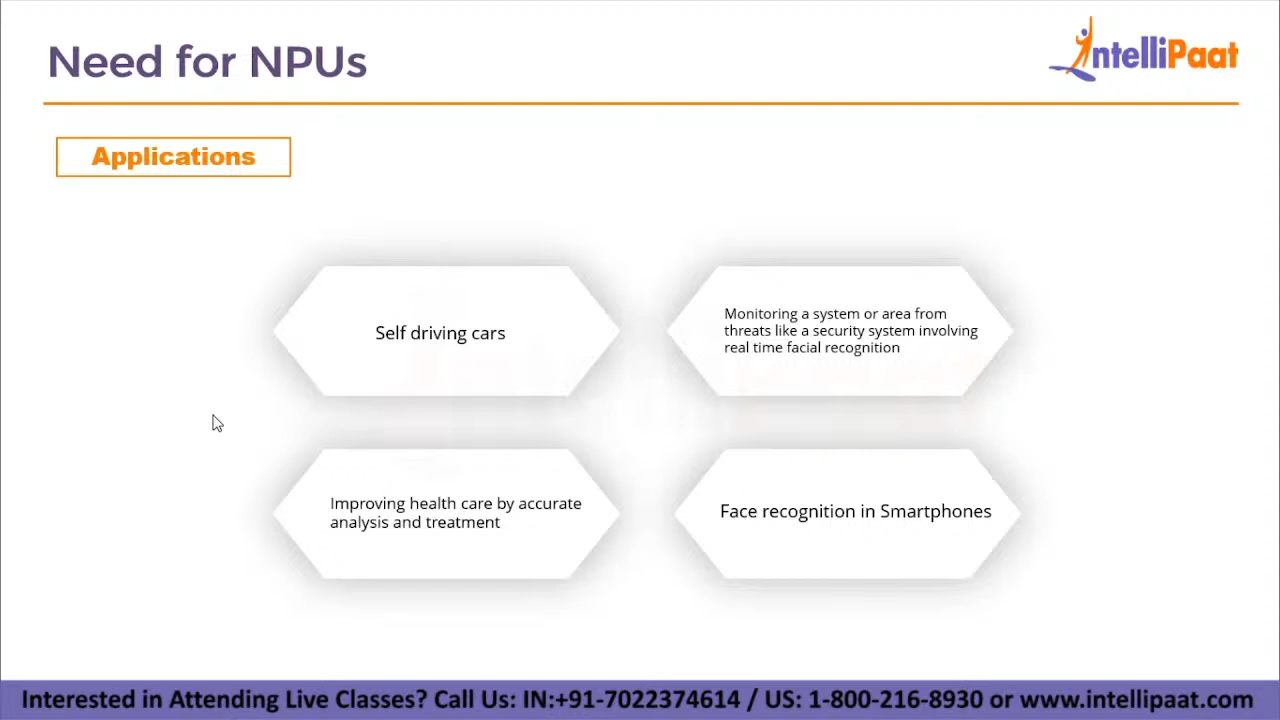 Need for NPUs
IntelliPaat
Applications
Self driving cars
Monitoring a system or area from
threats like a security system involving
real time facial recognition
Improving health care by accurate
analysis and treatment
Face recognition in Smartphones
Interested in Attending Live Classes? Call Us: IN:+91-7022374614 / US: 1-800-216-8930 or www.intellipaat.com